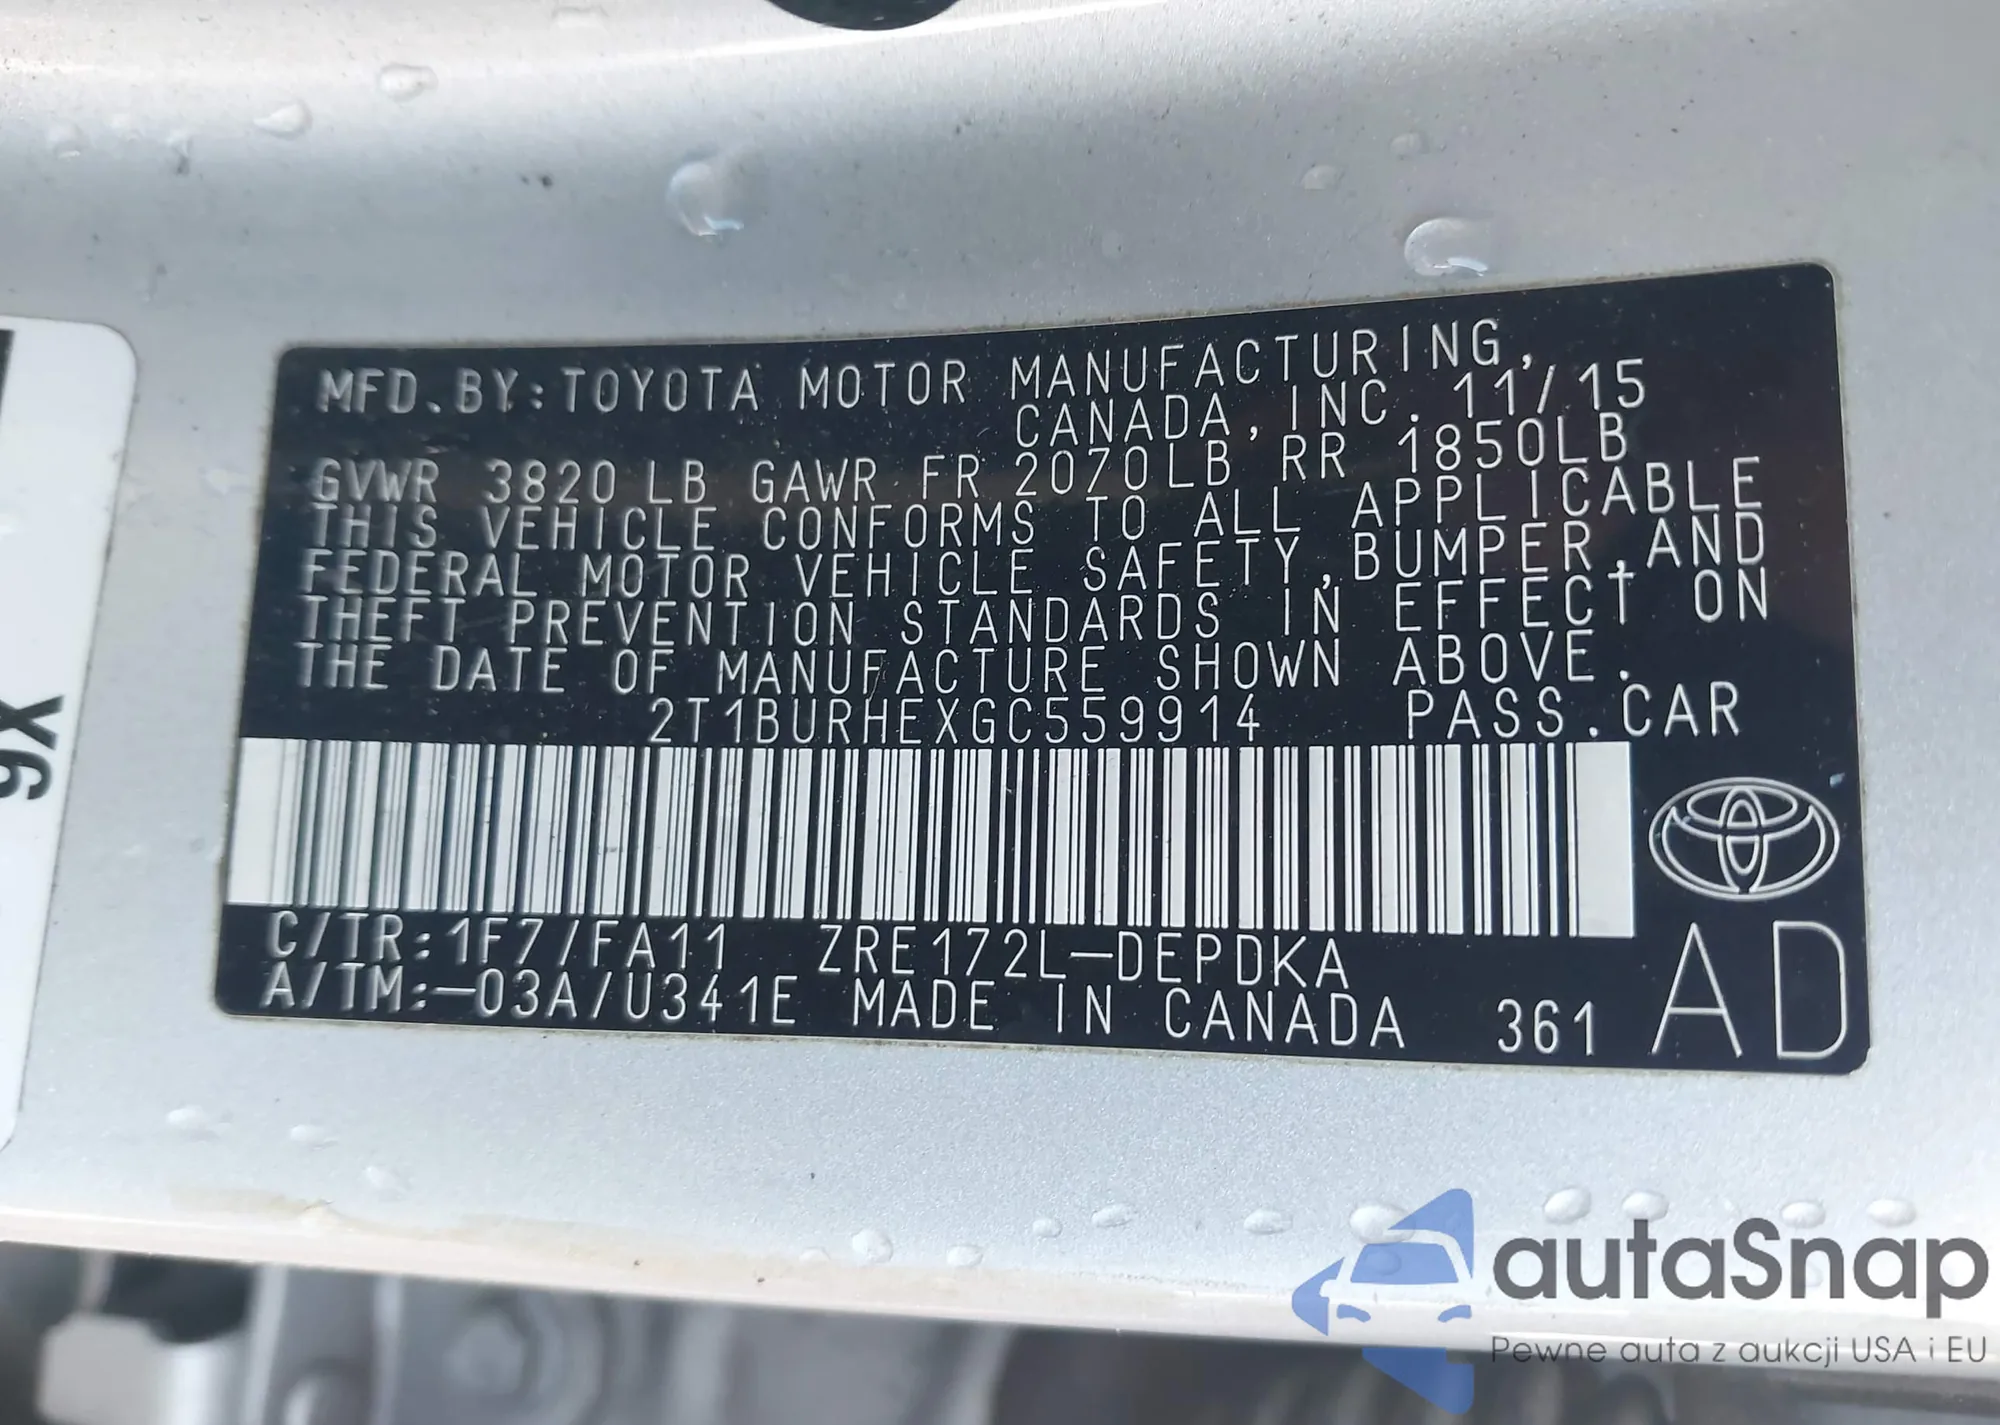 MFD.BY:TOYOTA MOTOR MANUFACTURING,
CANADA, INC. 11/15
GVWR 3820 LB GAWR FR 2070LB RR 1850LB
THIS VEHICLE CONFORMS TO ALL APPLICABLE
FEDERAL MOTOR VEHICLE SAFETY,BUMPER,AND
THEFT PREVENTION STANDARDS IN EFFECT ON
THE DATE OF MANUFACTURE SHOWN ABOVE.
2T1BURHEXGC559914 PASS.CAR
C/TR:1F7/FA11 ZRE172L-DEPDKA
A/TM:-03A/U341E MADE IN CANADA 361
AD
9X
autaSnap
Pewne auta z aukcji USA i EU